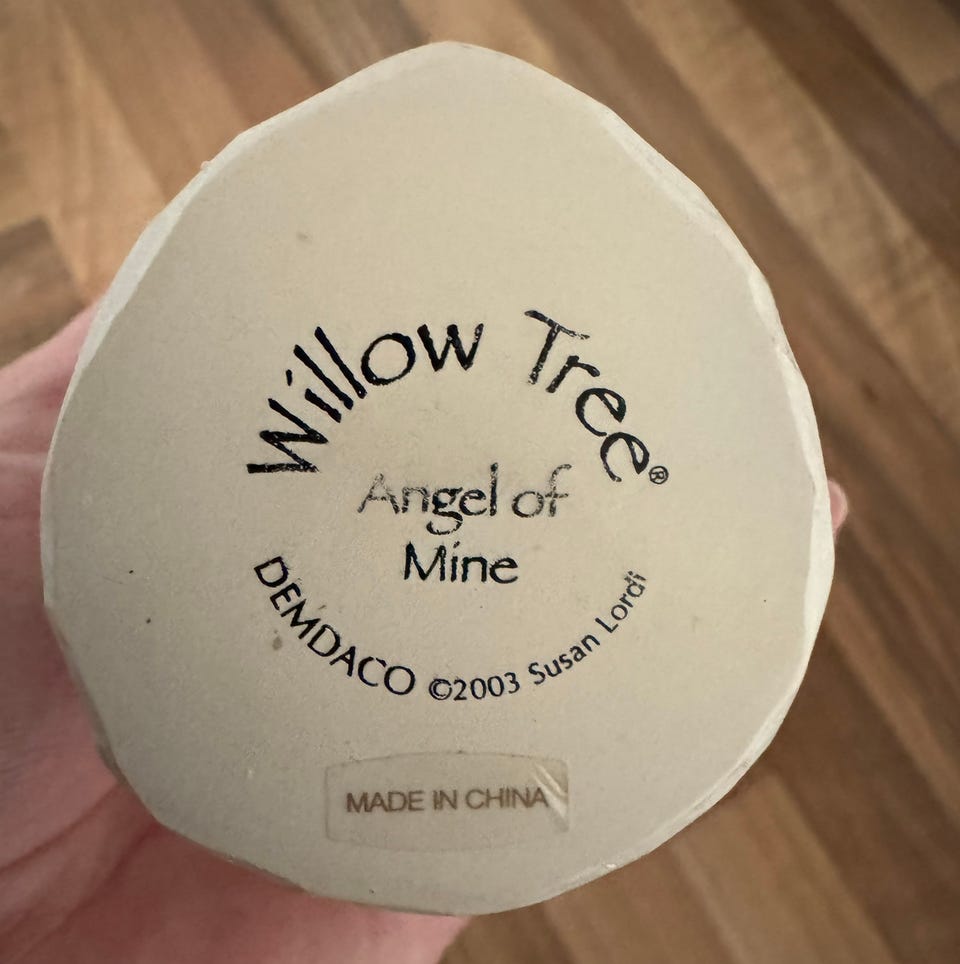 Willow Tree®
Angel of
Mine
DEMDACO ©2003 Susan Lordi
MADE IN CHINA